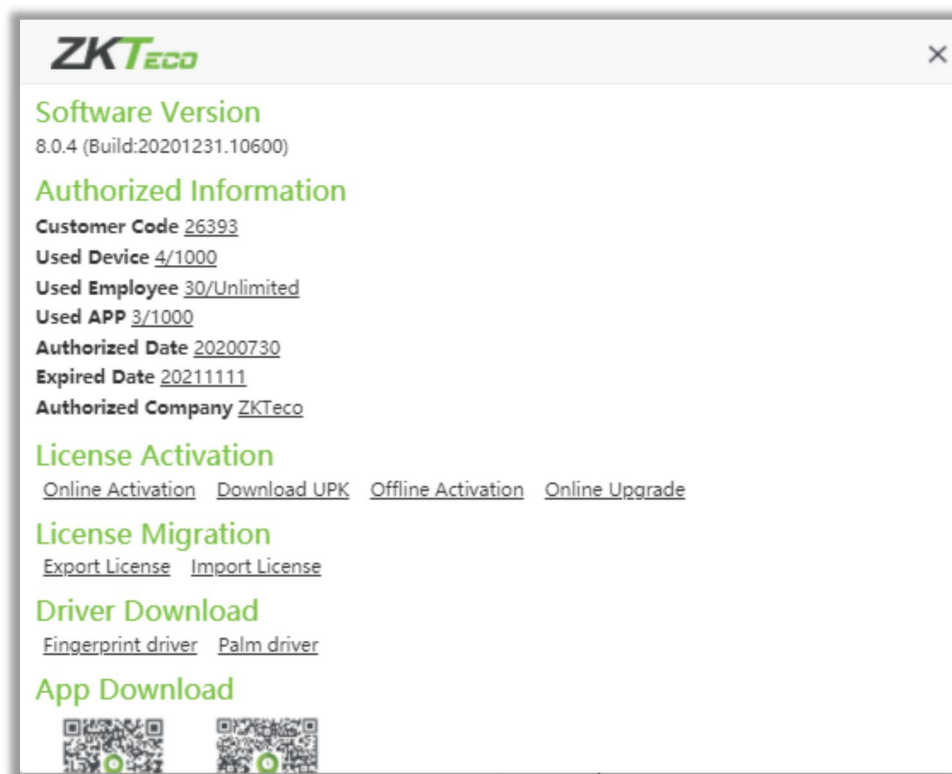 ZKTeco
×
Software Version
8.0.4 (Build:20201231.10600)
Authorized Information
Customer Code 26393
Used Device 4/1000
Used Employee 30/Unlimited
Used APP 3/1000
Authorized Date 20200730
Expired Date 20211111
Authorized Company ZKTeco
License Activation
Online Activation Download UPK Offline Activation Online Upgrade
License Migration
Export License Import License
Driver Download
Fingerprint driver Palm driver
App Download